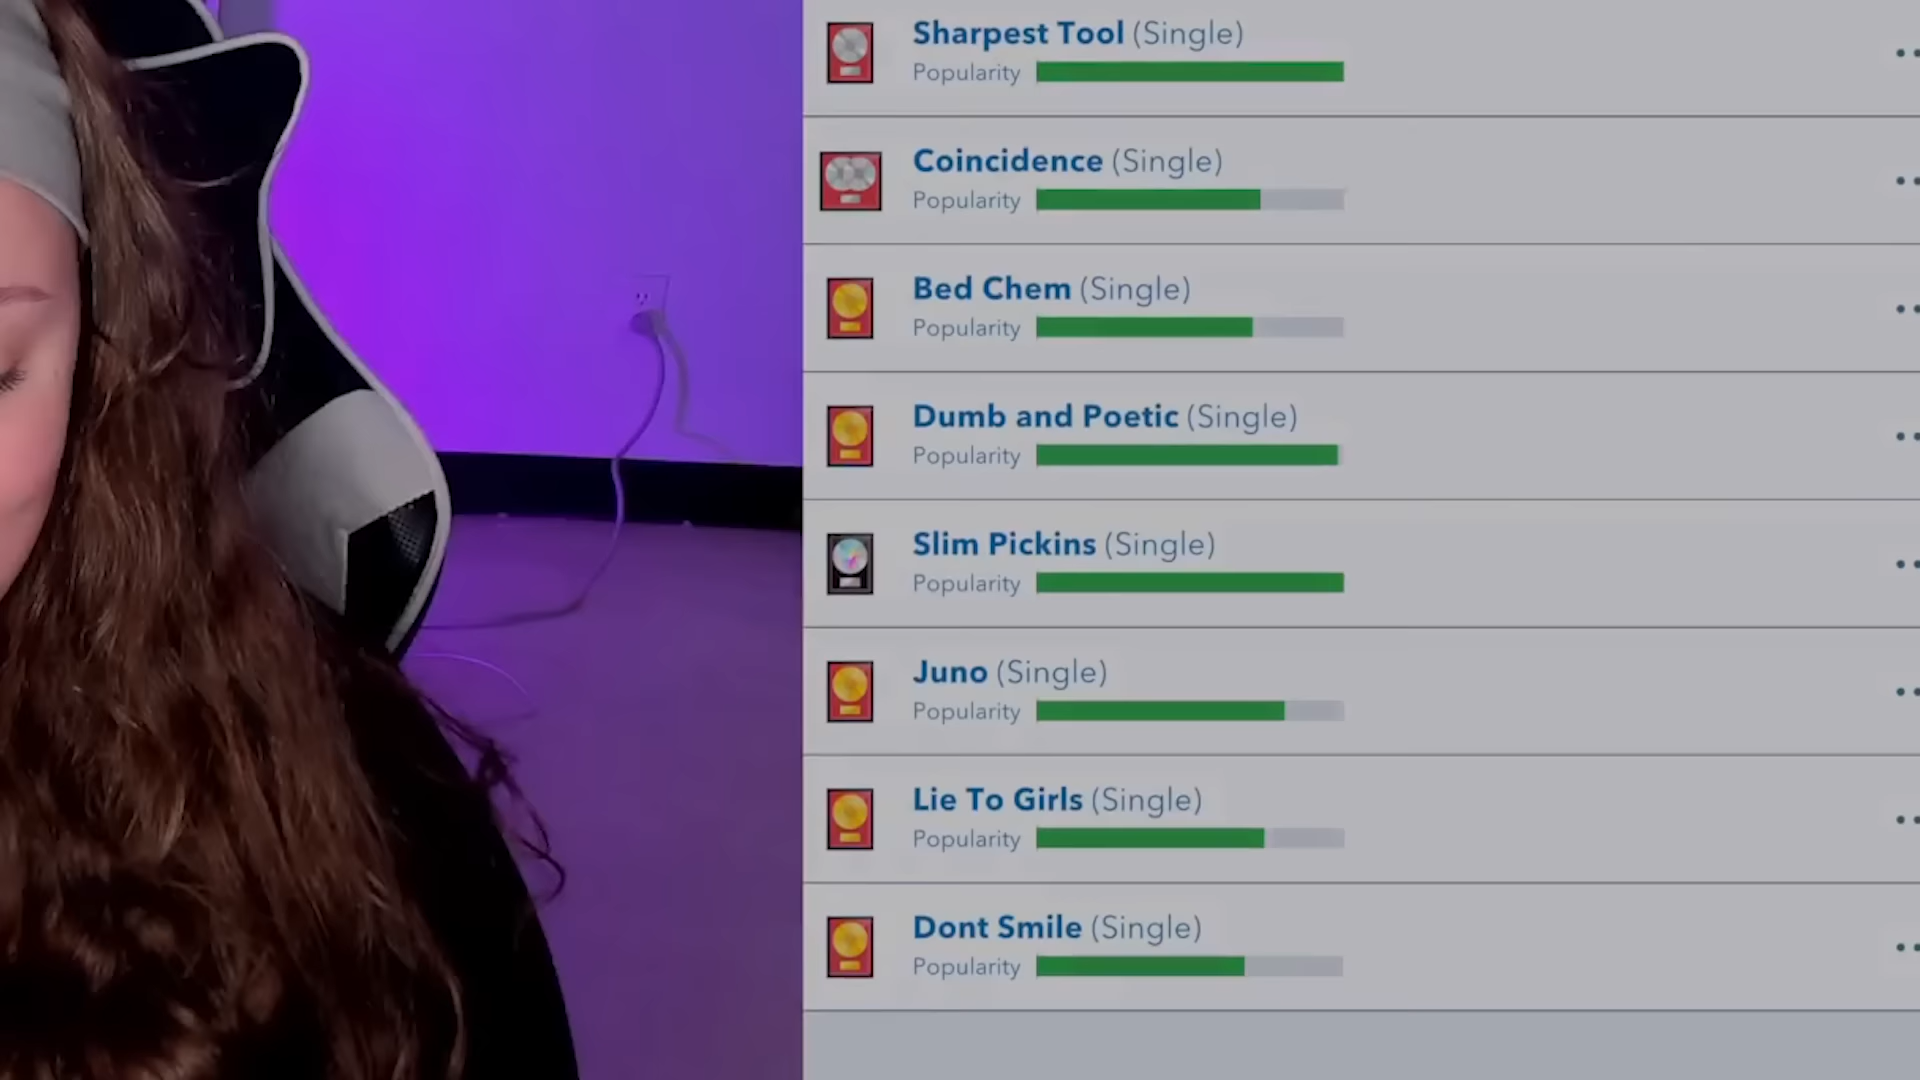 Sharpest Tool (Single)
Popularity
Coincidence (Single)
Popularity
Bed Chem (Single)
Popularity
Dumb and Poetic (Single)
Popularity
Slim Pickins (Single)
Popularity
Juno (Single)
Popularity
Lie To Girls (Single)
Popularity
Dont Smile (Single)
Popularity